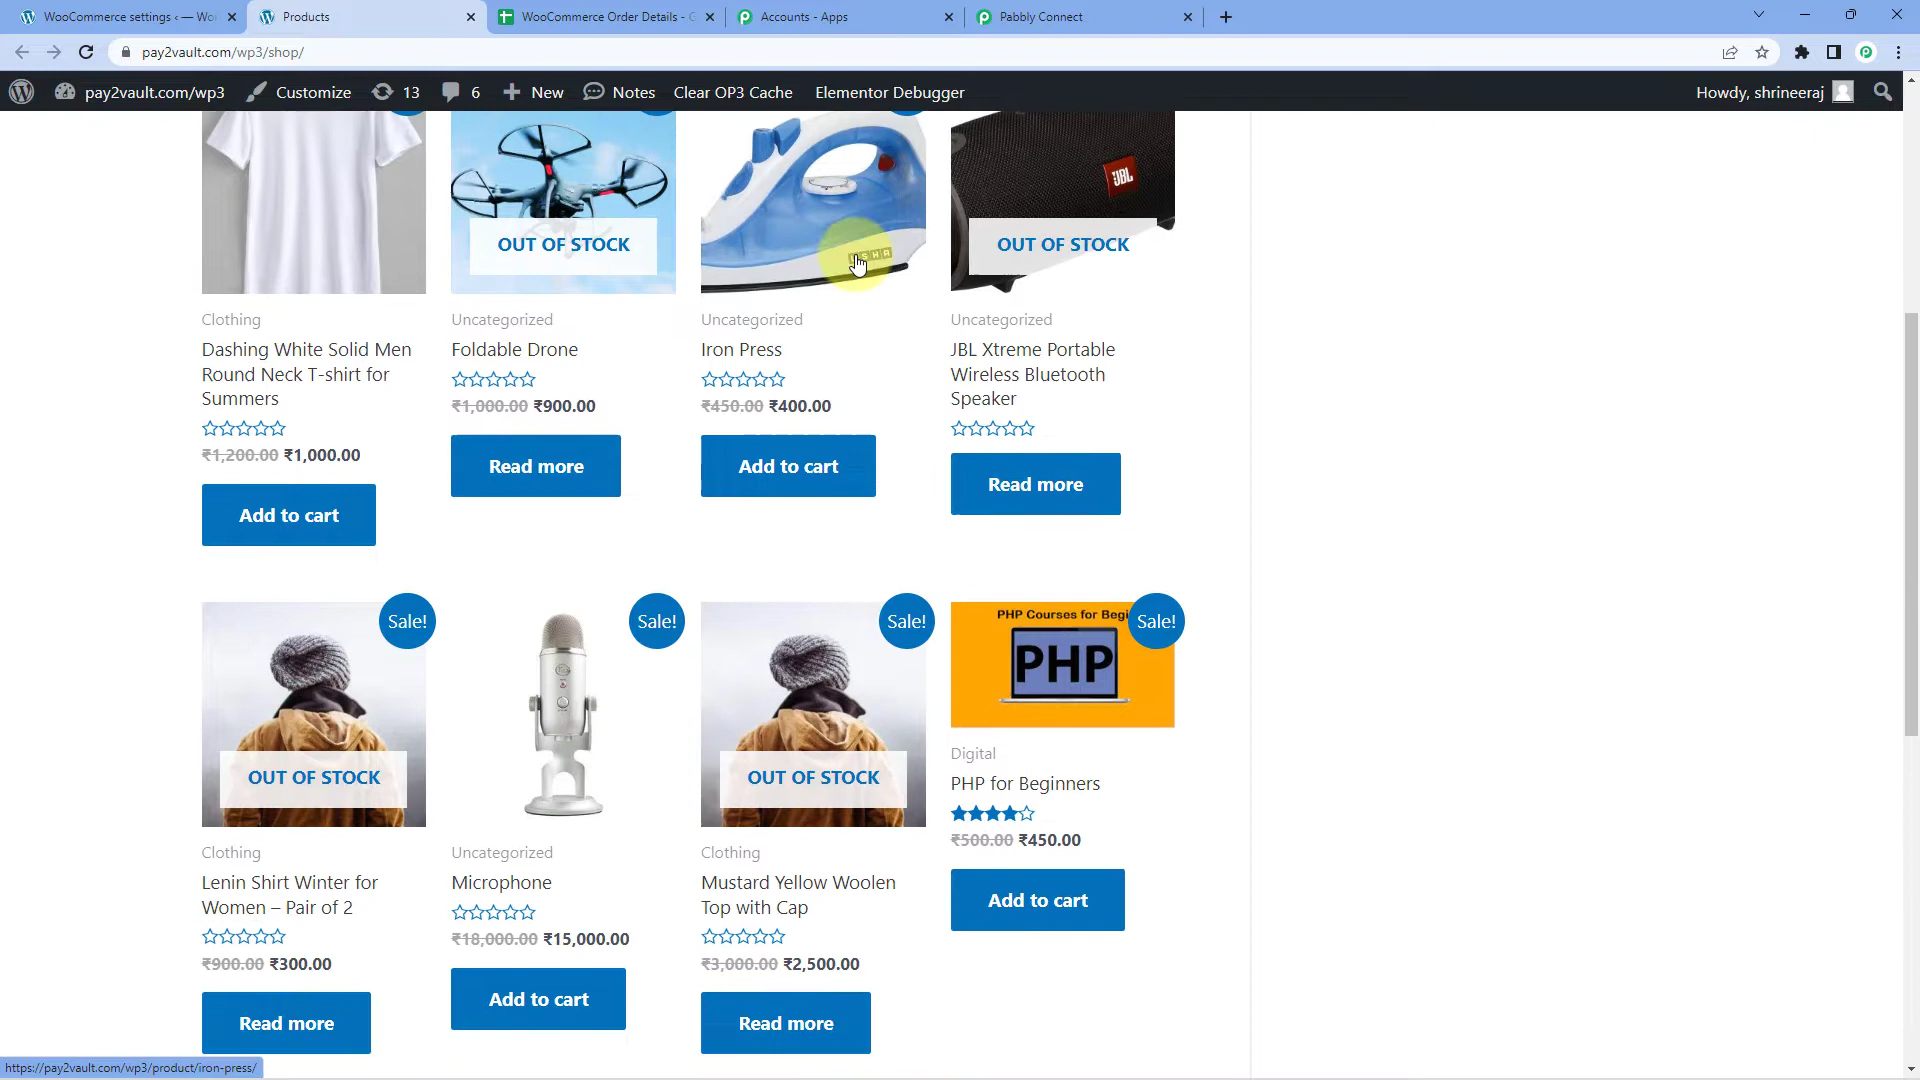 WooCommerce settings ‹ — Wo
Products
WooCommerce Order Details - G
Accounts - Apps
Pabbly Connect
pay2vault.com/wp3/shop/
pay2vault.com/wp3
Customize
13
6
New
Notes
Clear OP3 Cache
Elementor Debugger
Howdy, shrineeraj
OUT OF STOCK
USHA
JBL
OUT OF STOCK
Clothing
Dashing White Solid Men
Round Neck T-shirt for
Summers
₹1,200.00 ₹1,000.00
Add to cart
Uncategorized
Foldable Drone
₹1,000.00 ₹900.00
Read more
Uncategorized
Iron Press
₹450.00 ₹400.00
Add to cart
Uncategorized
JBL Xtreme Portable
Wireless Bluetooth
Speaker
Read more
Sale!
OUT OF STOCK
Clothing
Lenin Shirt Winter for
Women – Pair of 2
₹900.00 ₹300.00
Read more
Sale!
Uncategorized
Microphone
₹18,000.00 ₹15,000.00
Add to cart
Sale!
OUT OF STOCK
Clothing
Mustard Yellow Woolen
Top with Cap
₹3,000.00 ₹2,500.00
Read more
PHP Courses for Begi
Sale!
PHP
Digital
PHP for Beginners
₹500.00 ₹450.00
Add to cart
https://pay2vault.com/wp3/product/iron-press/